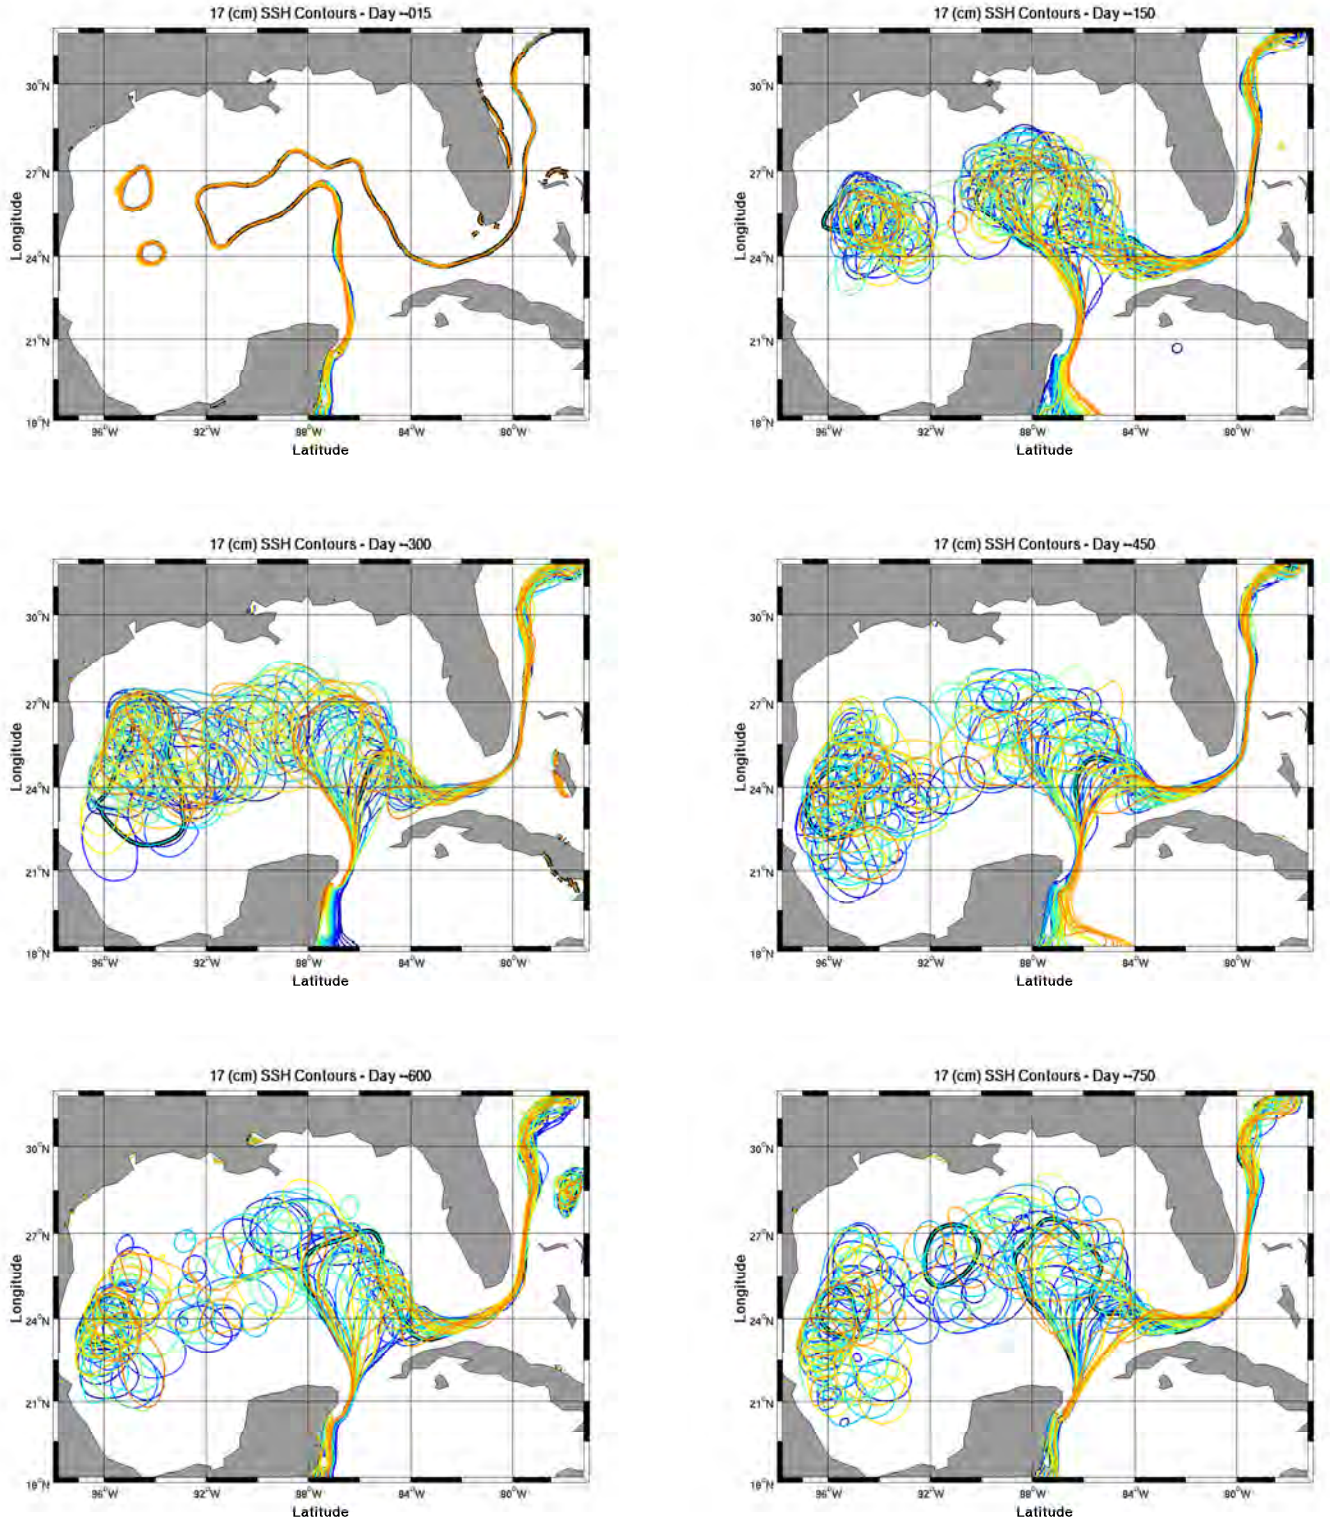 17 (cm) SSH Contours - Day --015
30°N
27°N
24°N
21°N
18°N
Longitude
96°W 92°W 88°W 84°W 80°W
Latitude
17 (cm) SSH Contours - Day --150
30°N
27°N
24°N
21°N
18°N
Longitude
96°W 92°W 88°W 84°W 80°W
Latitude
17 (cm) SSH Contours - Day --300
30°N
27°N
24°N
21°N
18°N
Longitude
96°W 92°W 88°W 84°W 80°W
Latitude
17 (cm) SSH Contours - Day --450
30°N
27°N
24°N
21°N
18°N
Longitude
96°W 92°W 88°W 84°W 80°W
Latitude
17 (cm) SSH Contours - Day --600
30°N
27°N
24°N
21°N
18°N
Longitude
96°W 92°W 88°W 84°W 80°W
Latitude
17 (cm) SSH Contours - Day --750
30°N
27°N
24°N
21°N
18°N
Longitude
96°W 92°W 88°W 84°W 80°W
Latitude